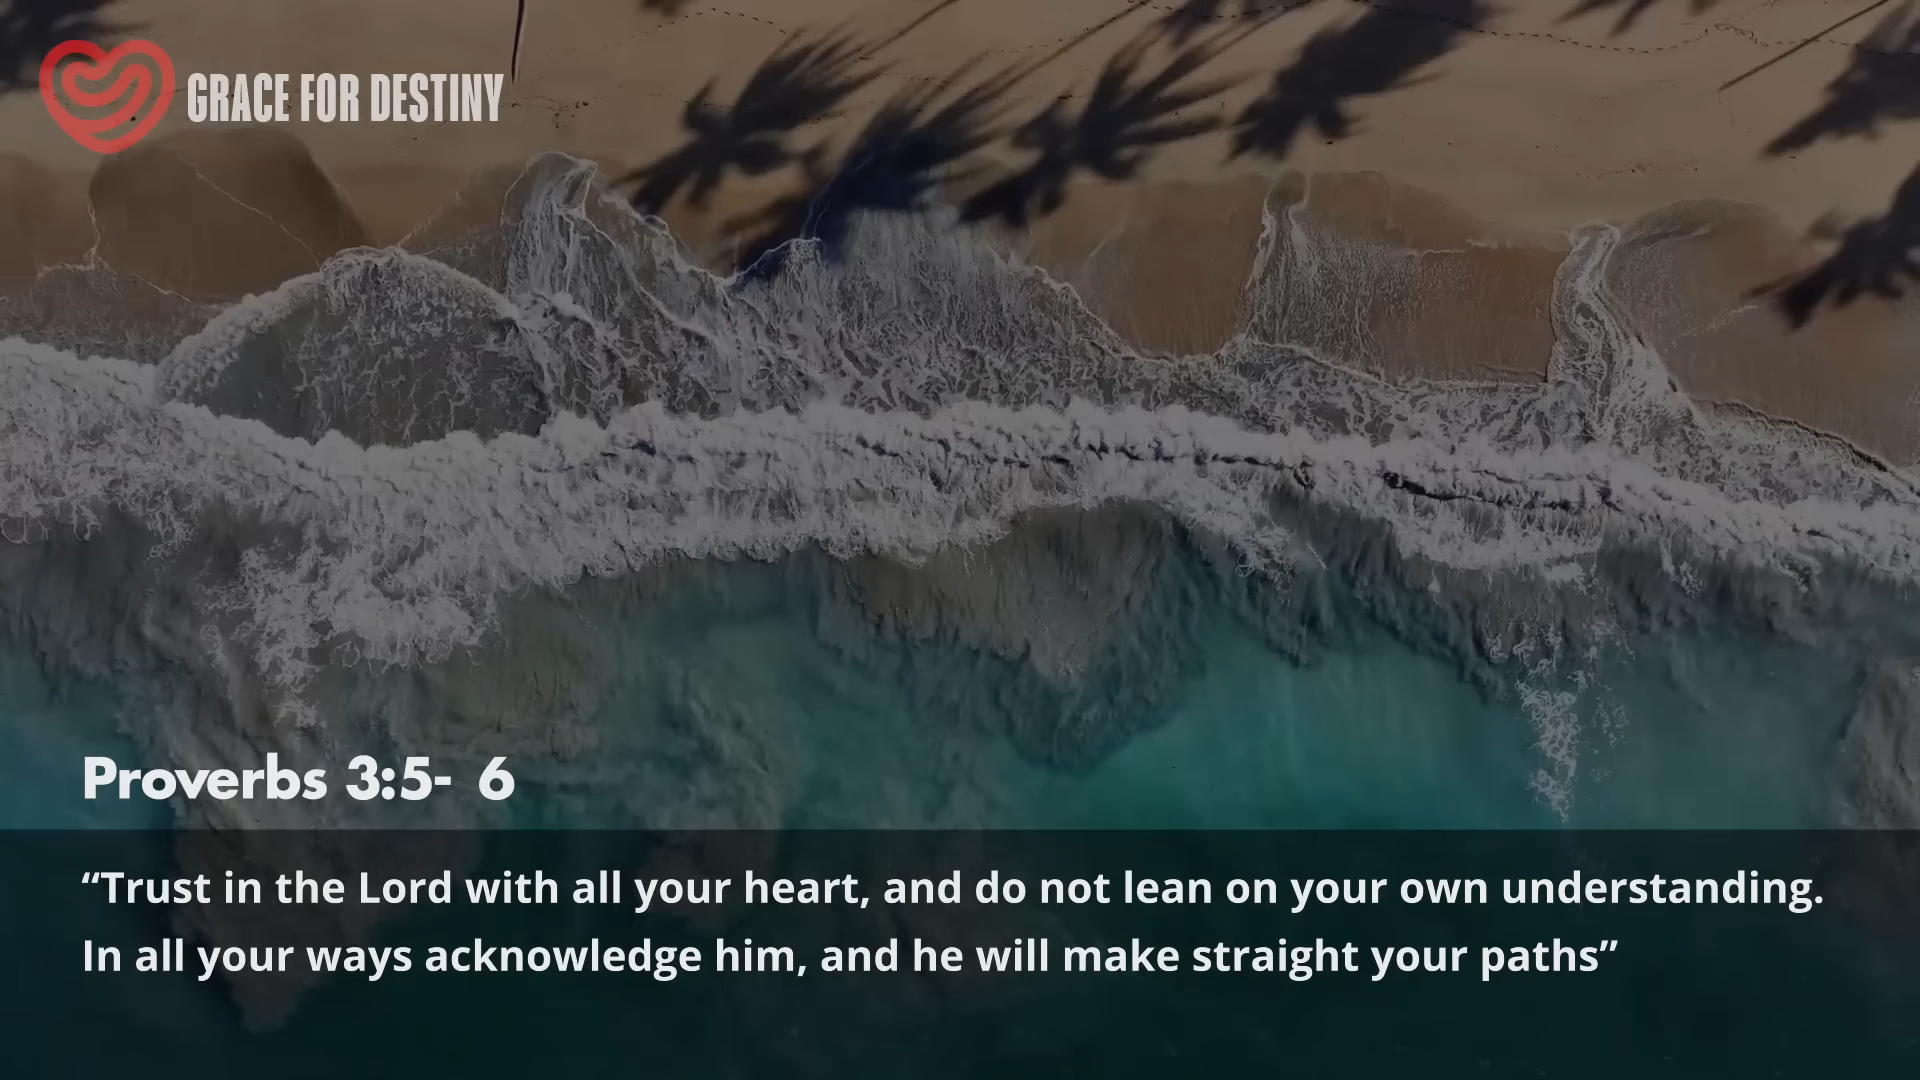 GRACE FOR DESTINY
Proverbs 3:5- 6
“Trust in the Lord with all your heart, and do not lean on your own understanding.
In all your ways acknowledge him, and he will make straight your paths”